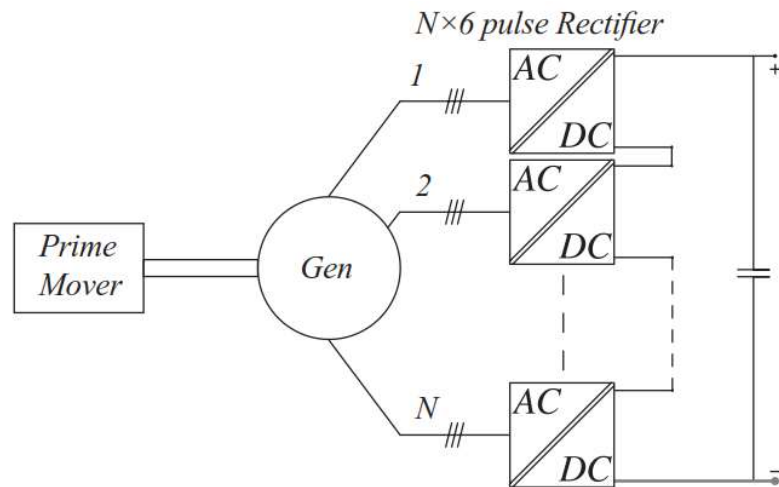 N×6 pulse Rectifier
1
AC
DC
2
AC
DC
Prime
Mover
Gen
N
AC
DC
+
−